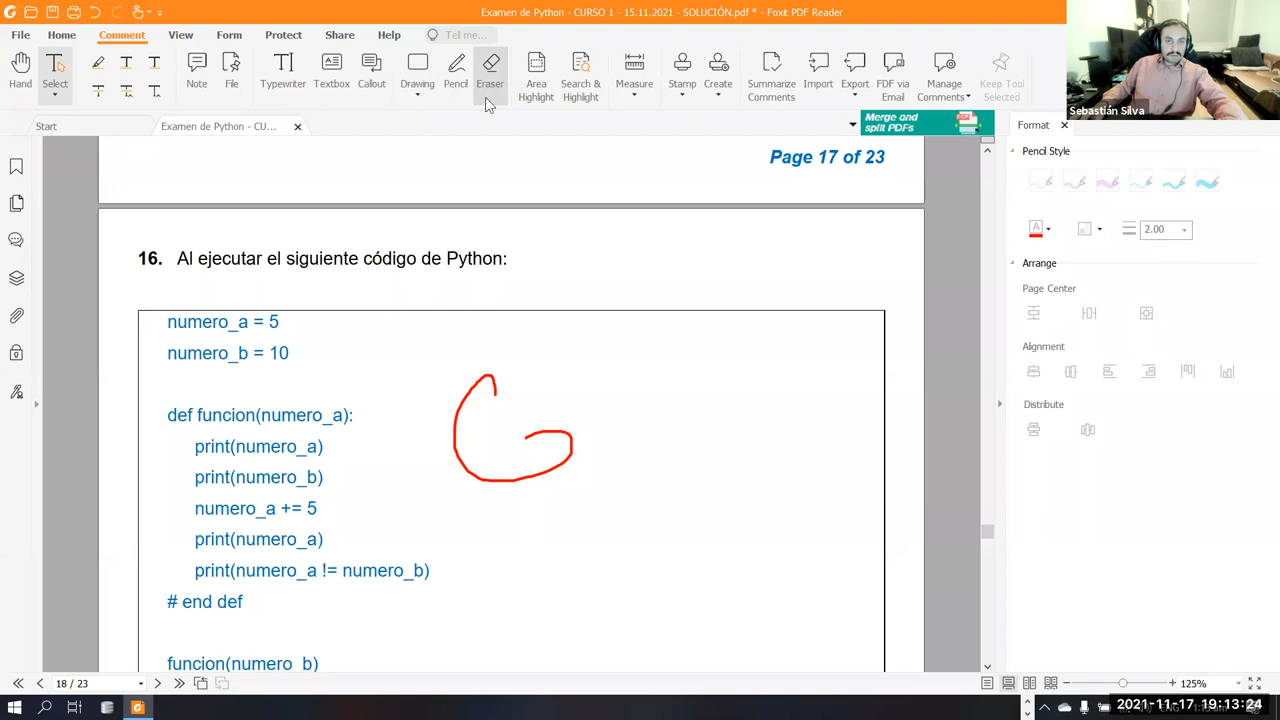 Examen de Python - CURSO 1 - 15.11.2021 - SOLUCIÓN.pdf * - Foxit PDF Reader
File Home Comment View Form Protect Share Help Tell me...
Hand Select Note File Typewriter Textbox Callout Drawing Pencil Eraser Area Highlight Search & Highlight Measure Stamp Create Summarize Comments Import Export FDF via Email Manage Comments Keep Tool Selected
Sebastián Silva
Start Examen de Python - CU...
Merge and split PDFs
Format
Page 17 of 23
16. Al ejecutar el siguiente código de Python:
numero_a = 5
numero_b = 10
def funcion(numero_a):
print(numero_a)
print(numero_b)
numero_a += 5
print(numero_a)
print(numero_a != numero_b)
# end def
funcion(numero_b)
Pencil Style
2.00
Arrange
Page Center
Alignment
Distribute
18 / 23
125%
2021-11-17 19:13:24